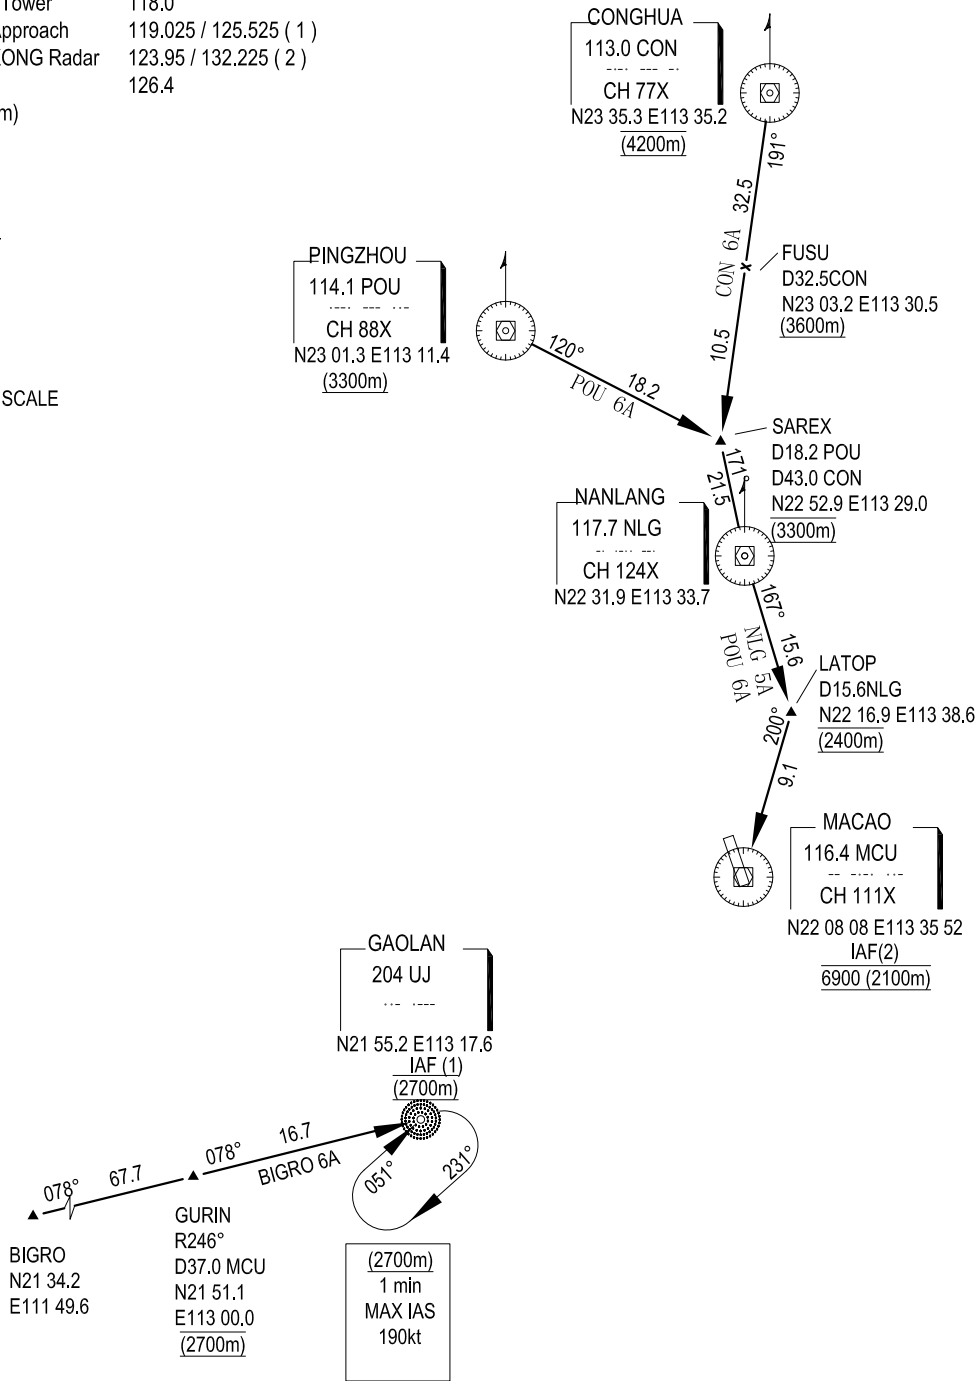 Tower 118.0
Approach 119.025 / 125.525 ( 1 )
ONG Radar 123.95 / 132.225 ( 2 )
126.4
m)
SCALE
CONGHUA
113.0 CON
CH 77X
N23 35.3 E113 35.2
(4200m)
191°
32.5
CON 6A
10.5
FUSU
D32.5CON
N23 03.2 E113 30.5
(3600m)
PINGZHOU
114.1 POU
CH 88X
N23 01.3 E113 11.4
(3300m)
120°
18.2
POU 6A
SAREX
D18.2 POU
D43.0 CON
N22 52.9 E113 29.0
(3300m)
171°
21.5
NANLANG
117.7 NLG
CH 124X
N22 31.9 E113 33.7
167°
15.6
NLG 5A
POU 6A
LATOP
D15.6NLG
N22 16.9 E113 38.6
(2400m)
200°
9.1
MACAO
116.4 MCU
CH 111X
N22 08 08 E113 35 52
IAF(2)
6900 (2100m)
GAOLAN
204 UJ
N21 55.2 E113 17.6
IAF (1)
(2700m)
078°
67.7
078°
16.7
BIGRO 6A
051°
231°
BIGRO
N21 34.2
E111 49.6
GURIN
R246°
D37.0 MCU
N21 51.1
E113 00.0
(2700m)
(2700m)
1 min
MAX IAS
190kt